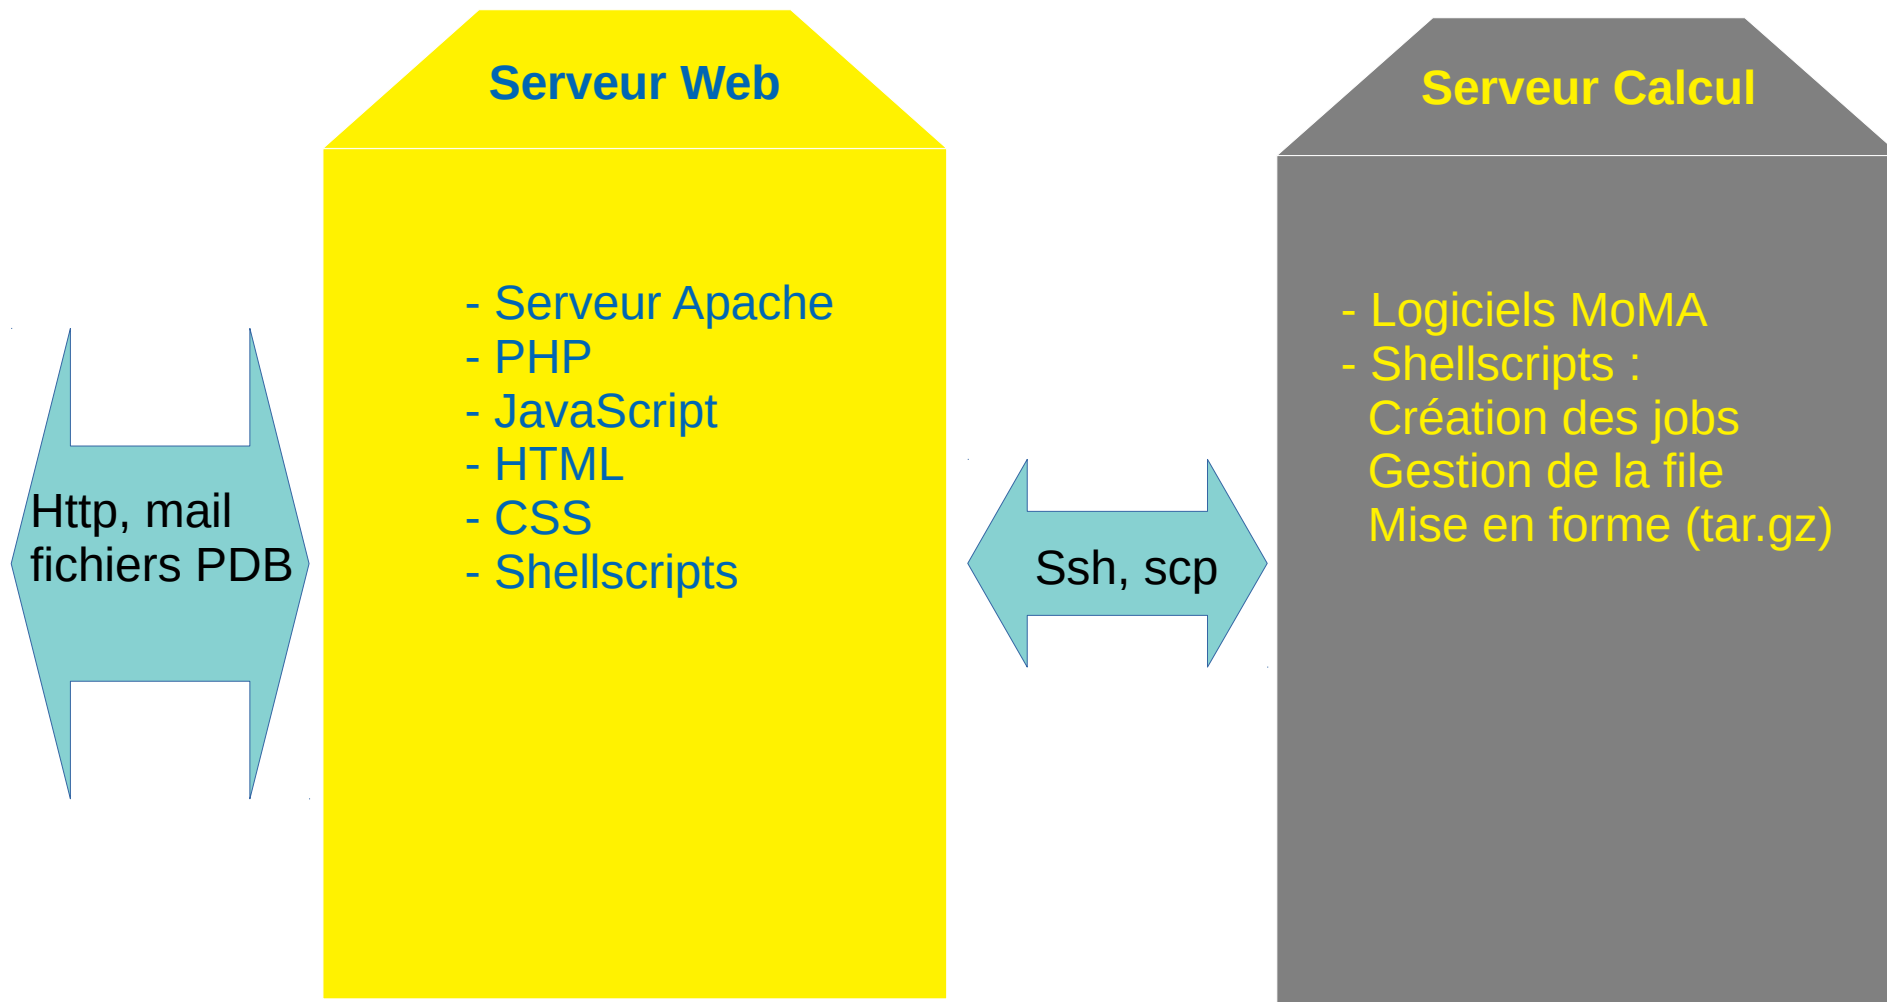 Serveur Web
- Serveur Apache
- PHP
- JavaScript
- HTML
- CSS
- Shellscripts
Http, mail
fichiers PDB
Ssh, scp
Serveur Calcul
- Logiciels MoMA
- Shellscripts :
Création des jobs
Gestion de la file
Mise en forme (tar.gz)